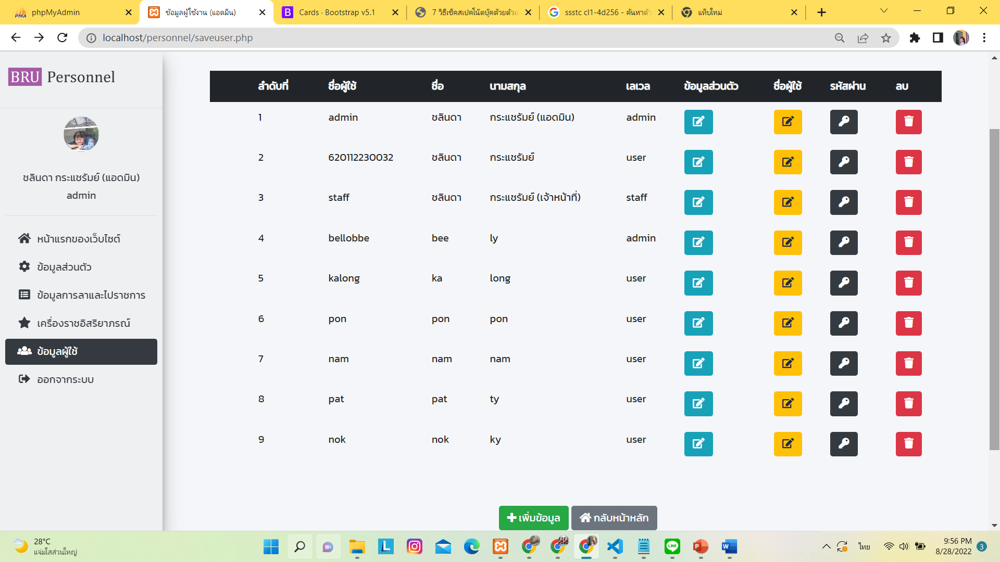 phpMyAdmin
ข้อมูลผู้ใช้งาน (แอดมิน)
Cards · Bootstrap v5.1
7 วิธีเช็คสเปคโน๊ตบุ๊คด้วยตัวเอ
ssstc cl1-4d256 - ค้นหาด้ว
แท็บใหม่
localhost/personnel/saveuser.php
BRU Personnel
ชลินดา กระแชรัมย์ (แอดมิน)
admin
หน้าแรกของเว็บไซต์
ข้อมูลส่วนตัว
ข้อมูลการลาและไปราชการ
เครื่องราชอิสริยาภรณ์
ข้อมูลผู้ใช้
ออกจากระบบ
ลำดับที่ ชื่อผู้ใช้ ชื่อ นามสกุล เลเวล ข้อมูลส่วนตัว ชื่อผู้ใช้ รหัสผ่าน ลบ
1 admin ชลินดา กระแชรัมย์ (แอดมิน) admin
2 620112230032 ชลินดา กระแชรัมย์ user
3 staff ชลินดา กระแชรัมย์ (เจ้าหน้าที่) staff
4 bellobbe bee ly admin
5 kalong ka long user
6 pon pon pon user
7 nam nam nam user
8 pat pat ty user
9 nok nok ky user
เพิ่มข้อมูล กลับหน้าหลัก
28°C
แจ่มใสส่วนใหญ่
ไทย
9:56 PM
8/28/2022
3